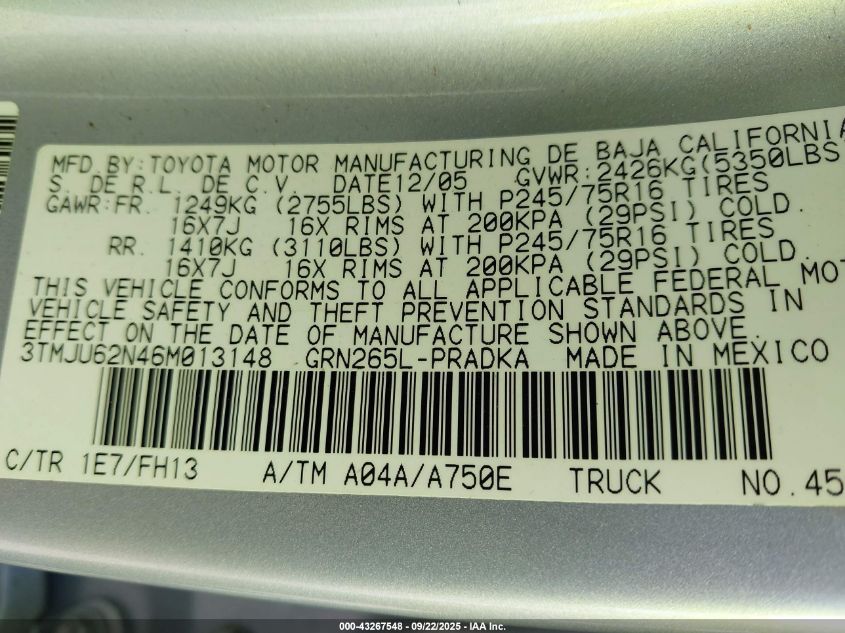 MFD. BY: TOYOTA MOTOR MANUFACTURING DE BAJA CALIFORNIA
S. DE R.L. DE C.V. DATE12/05 GVWR: 2426KG(5350LBS
GAWR:FR. 1249KG (2755LBS) WITH P245/75R16 TIRES
16X7J 16X RIMS AT 200KPA (29PSI) COLD.
RR. 1410KG (3110LBS) WITH P245/75R16 TIRES
16X7J 16X RIMS AT 200KPA (29PSI) COLD.
THIS VEHICLE CONFORMS TO ALL APPLICABLE FEDERAL MOT
VEHICLE SAFETY AND THEFT PREVENTION STANDARDS IN
EFFECT ON THE DATE OF MANUFACTURE SHOWN ABOVE.
3TMJU62N46M013148 GRN265L-PRADKA MADE IN MEXICO
C/TR 1E7/FH13 A/TM A04A/A750E TRUCK NO.45
000-43267548 - 09/22/2025 - IAA Inc.